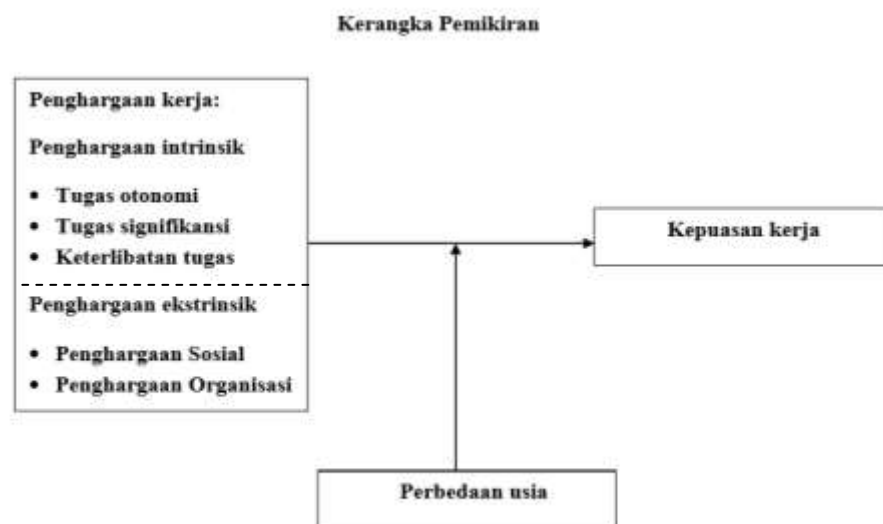 Kerangka Pemikiran
Penghargaan kerja:
Penghargaan intrinsik
• Tugas otonomi
• Tugas signifikansi
• Keterlibatan tugas
Penghargaan ekstrinsik
• Penghargaan Sosial
• Penghargaan Organisasi
Kepuasan kerja
Perbedaan usia